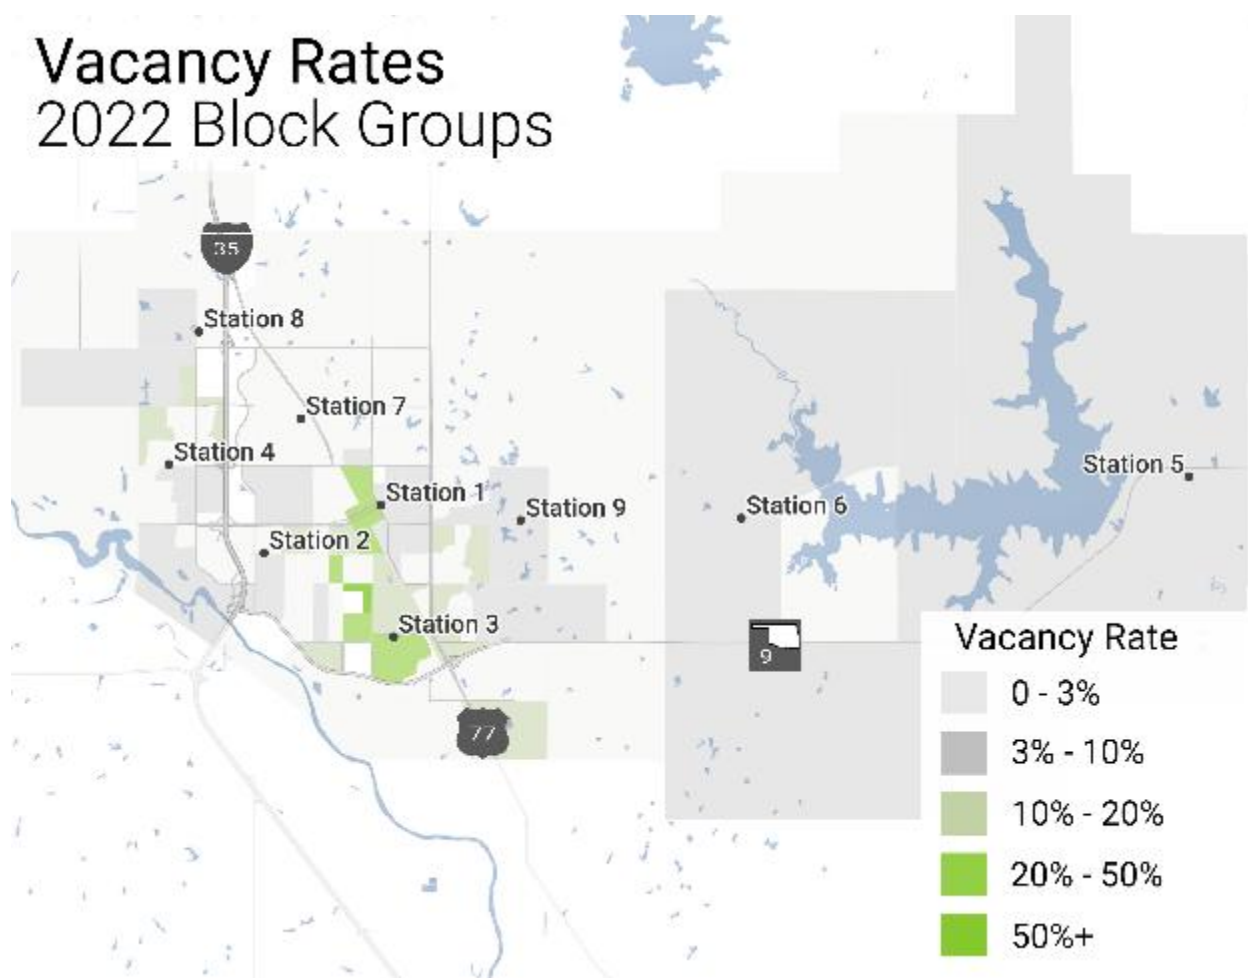 Vacancy Rates
2022 Block Groups
35
Station 8
Station 7
Station 4
Station 1
Station 9
Station 2
Station 3
Station 6
Station 5
9
77
Vacancy Rate
0 - 3%
3% - 10%
10% - 20%
20% - 50%
50%+